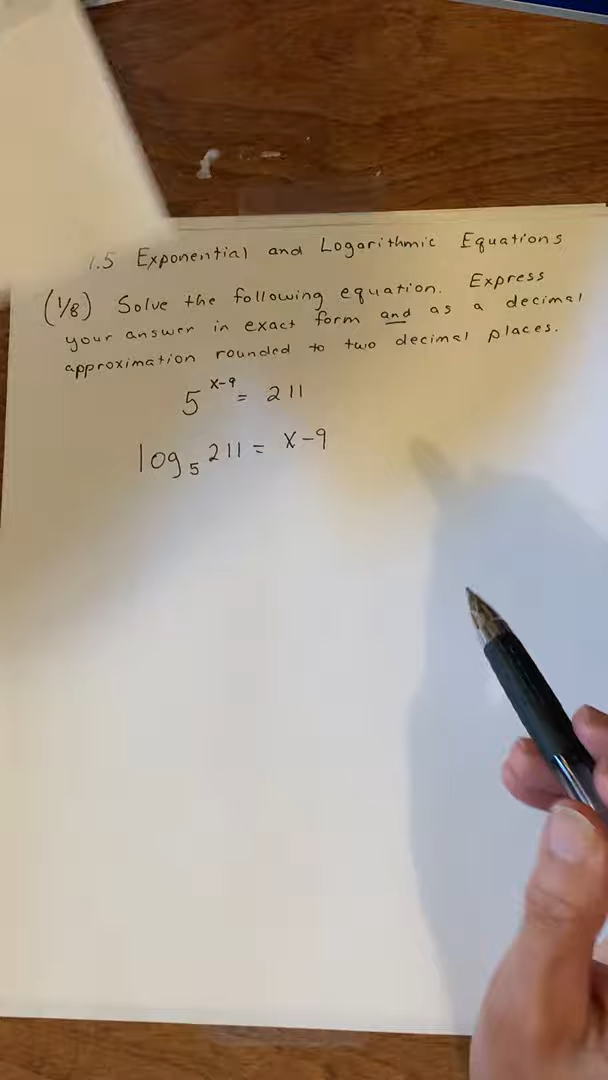 1.5 Exponential and Logarithmic Equations
(1/8) Solve the following equation. Express
your answer in exact form and as a decimal
approximation rounded to two decimal places.
5^(x-9) = 211
log₅ 211 = x-9